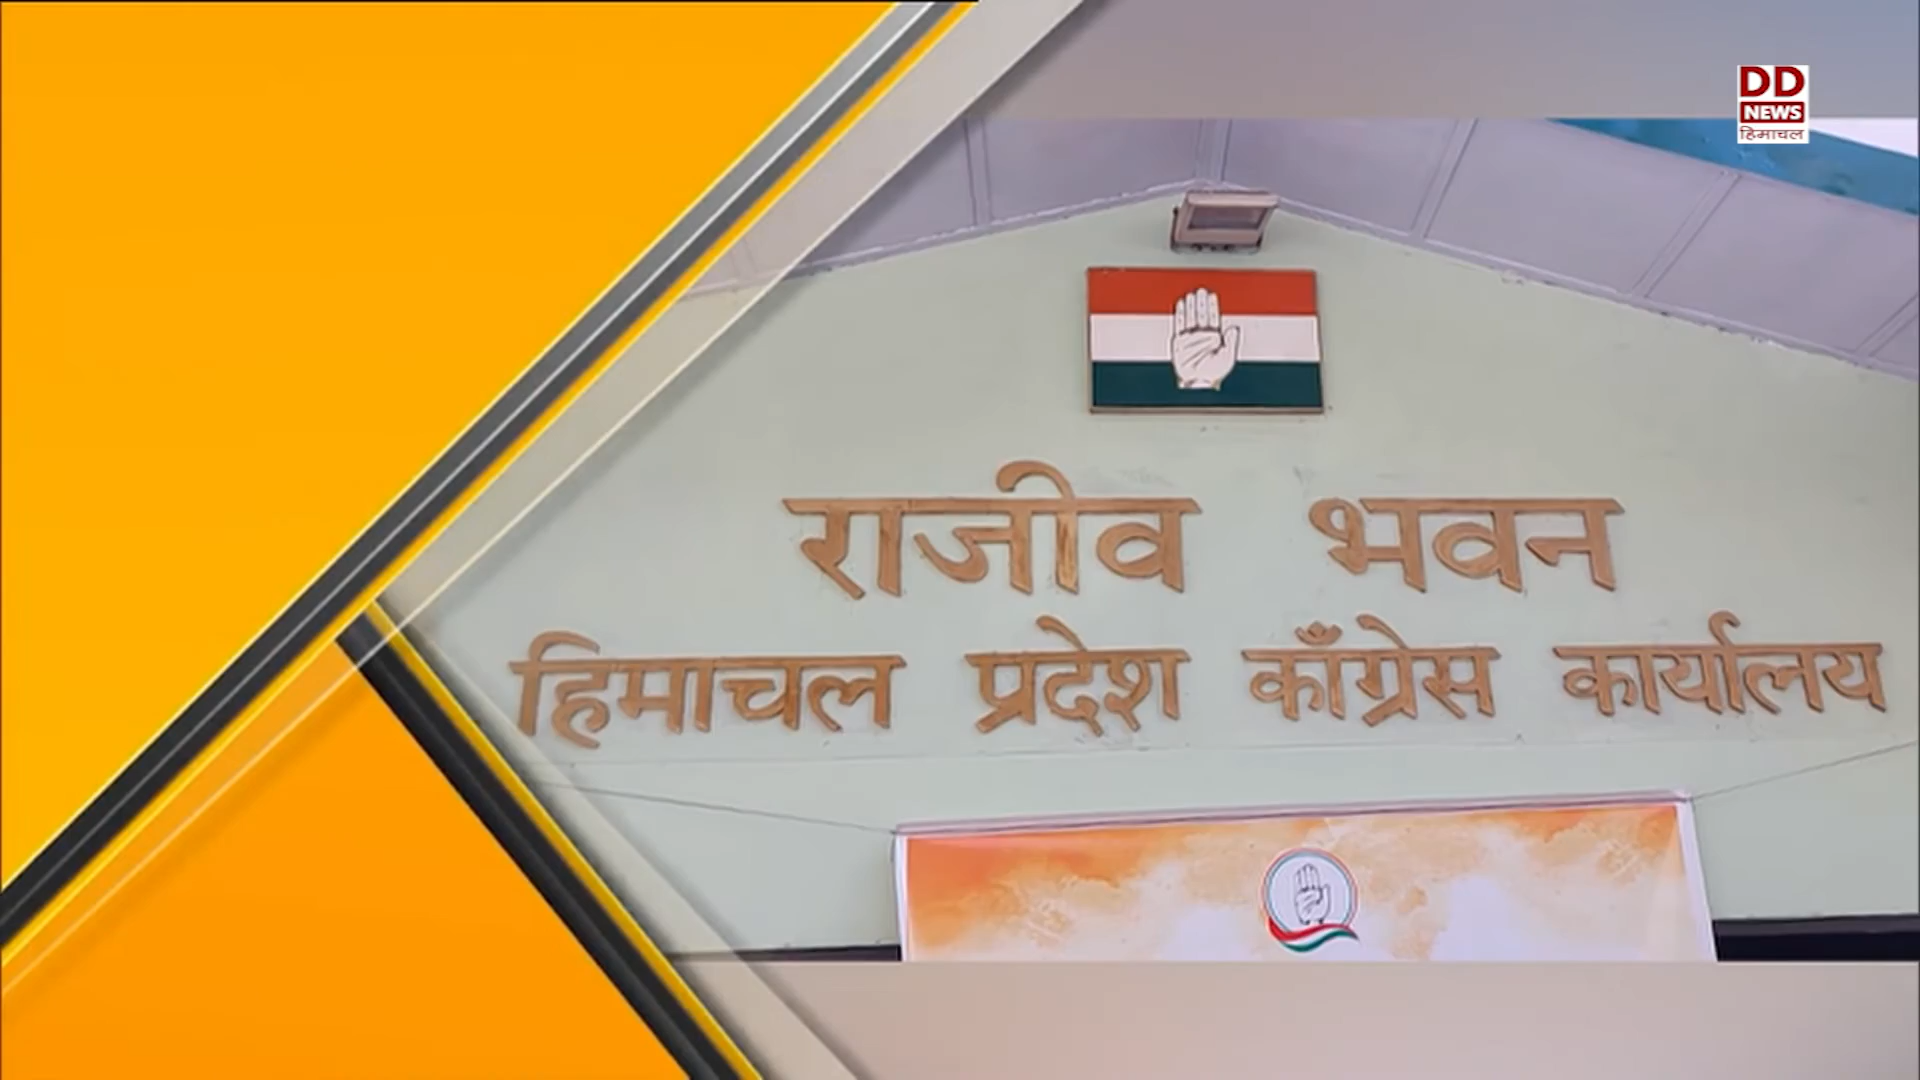 DD
NEWS
हिमाचल
राजीव भवन
हिमाचल प्रदेश काँग्रेस कार्यालय